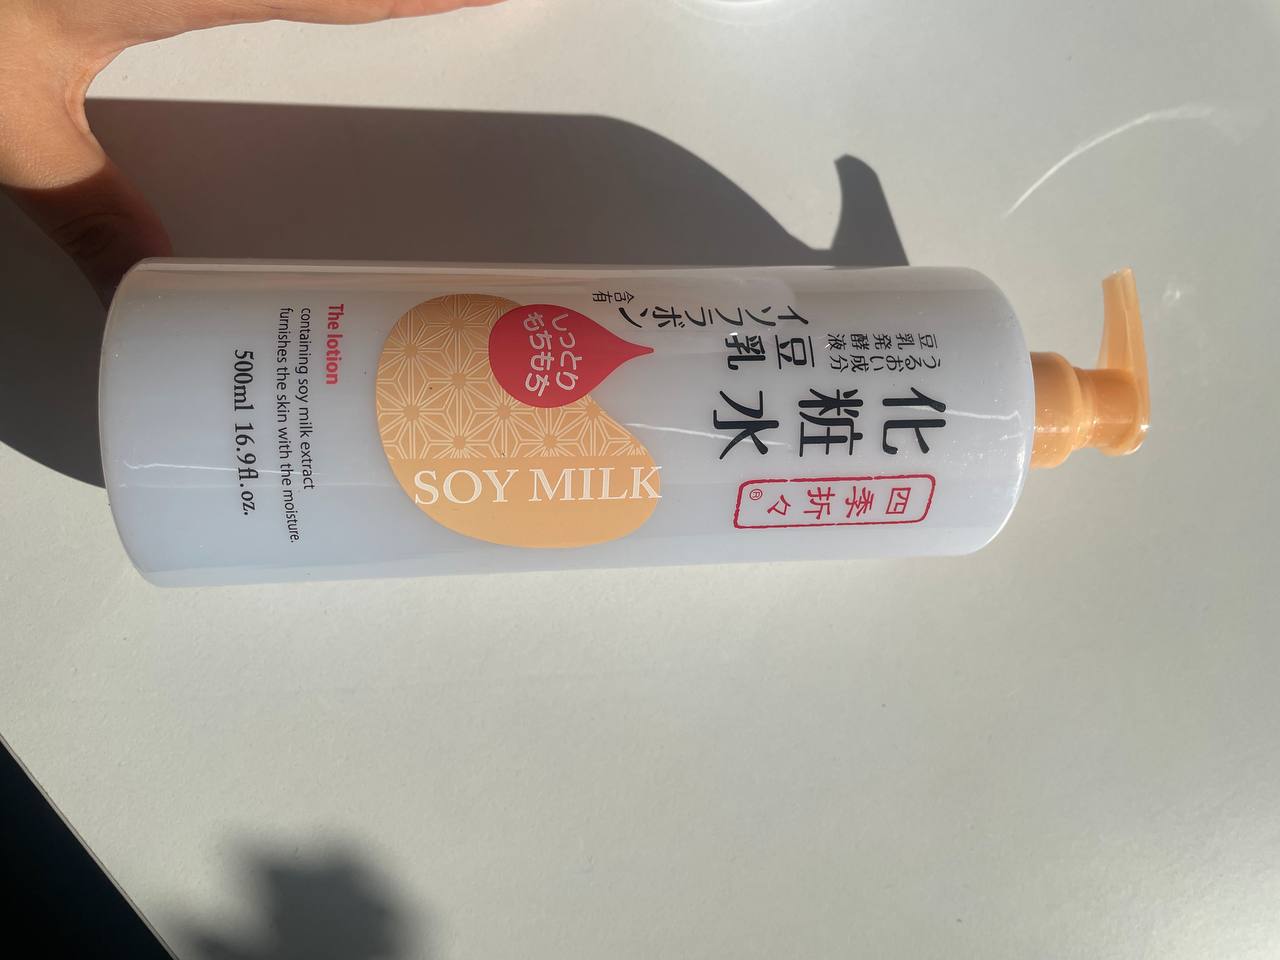 四季折々®
化粧水
豆乳
イソフラボン
含有
うるおい成分
豆乳発酵液
しっとり
もちもち
SOY MILK
The lotion
containing soy milk extract
furnishes the skin with the moisture.
500ml 16.9fl.oz.